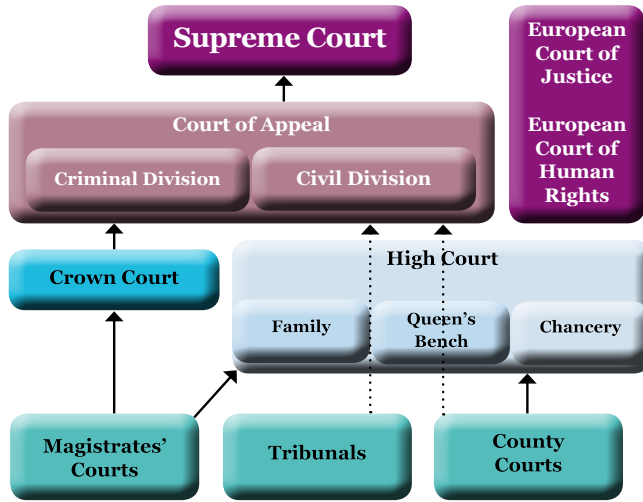 Supreme Court
European
Court of
Justice
European
Court of
Human
Rights
Court of Appeal
Criminal Division
Civil Division
Crown Court
High Court
Family
Queen's
Bench
Chancery
Magistrates'
Courts
Tribunals
County
Courts